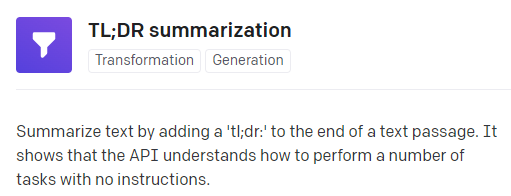 TL;DR summarization
Transformation Generation
Summarize text by adding a 'tl;dr:' to the end of a text passage. It
shows that the API understands how to perform a number of
tasks with no instructions.